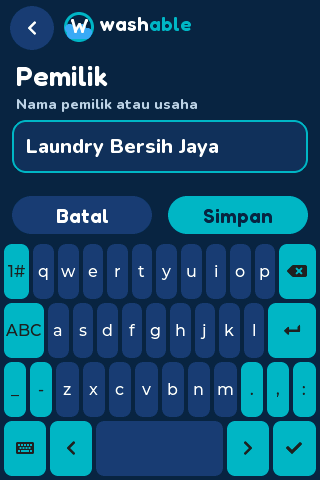 washable
Pemilik
Nama pemilik atau usaha
Laundry Bersih Jaya
Batal Simpan
1# q w e r t y u i o p
ABC a s d f g h j k l
_ - z x c v b n m . , :